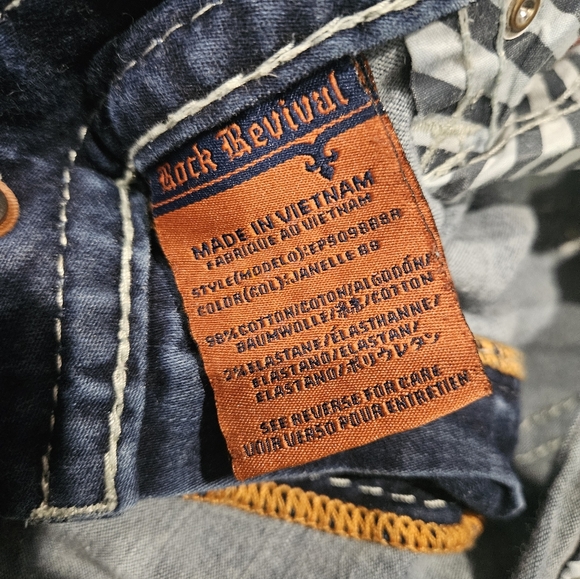 Rock Revival
MADE IN VIETNAM
FABRIQUE AU VIETNAM
STYLE(MODELO):EP9098B8R
COLOR(COL):JANELLE B8
98%COTTON/COTON/ALGODÓN/
BAUMWOLLE/綿/COTTON
2%ELASTANE/ÉLASTHANNE/
ELASTANO/ELASTAN/
ELASTANO/ポリウレタン
SEE REVERSE FOR CARE
VOIR VERSO POUR ENTRETIEN